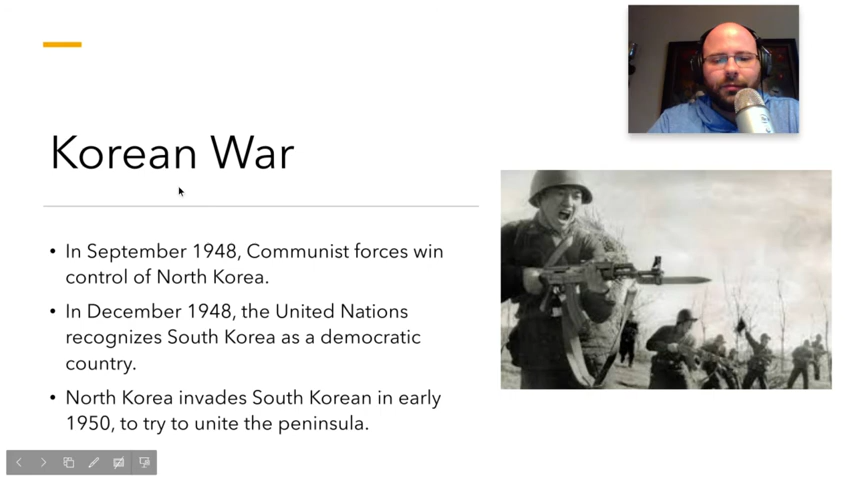 Korean War
• In September 1948, Communist forces win
control of North Korea.
• In December 1948, the United Nations
recognizes South Korea as a democratic
country.
• North Korea invades South Korean in early
1950, to try to unite the peninsula.